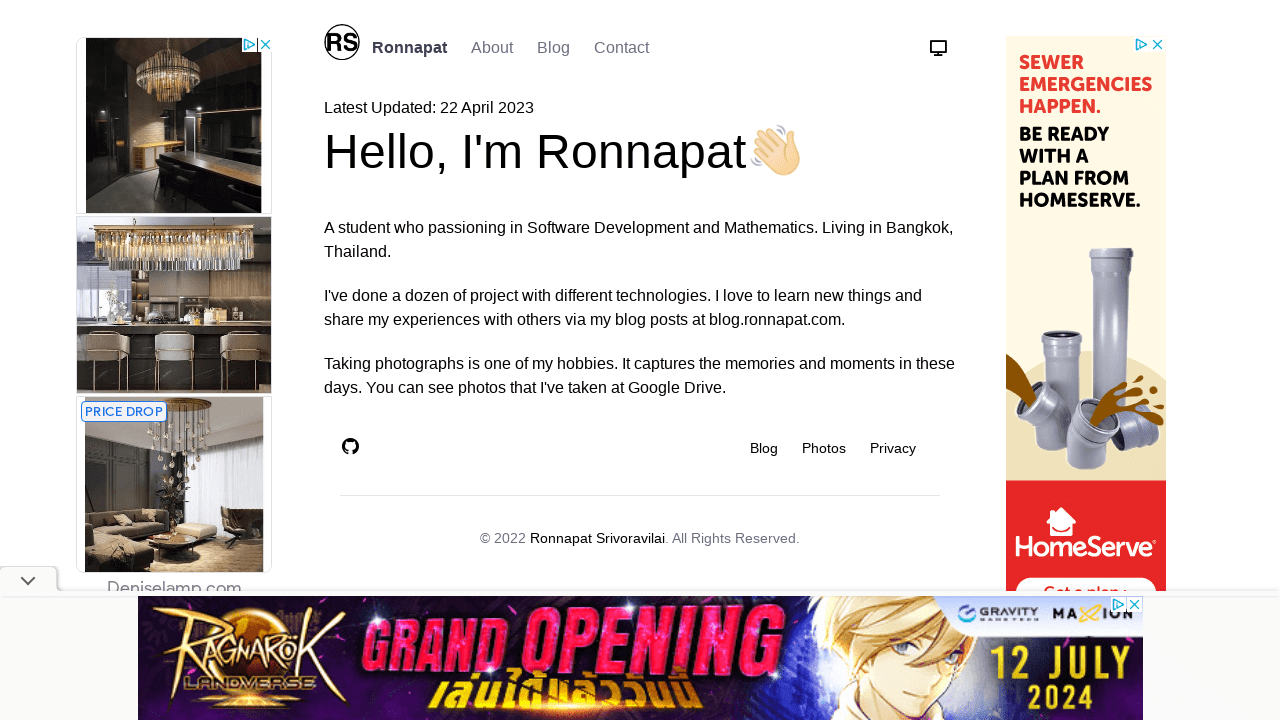 RS
Ronnapat
About
Blog
Contact
Latest Updated: 22 April 2023
Hello, I'm Ronnapat👋🏻
A student who passioning in Software Development and Mathematics. Living in Bangkok,
Thailand.
I've done a dozen of project with different technologies. I love to learn new things and
share my experiences with others via my blog posts at blog.ronnapat.com.
Taking photographs is one of my hobbies. It captures the memories and moments in these
days. You can see photos that I've taken at Google Drive.
Blog
Photos
Privacy
© 2022 Ronnapat Srivoravilai. All Rights Reserved.
PRICE DROP
Deniselamp.com
SEWER
EMERGENCIES
HAPPEN.
BE READY
WITH A
PLAN FROM
HOMESERVE.
HomeServe
Get a plan
RAGNAROK
LANDVERSE
GRAND OPENING
เล่นได้แล้ววันนี้
GRAVITY
GAMETECH
MAXION
12 JULY
2024